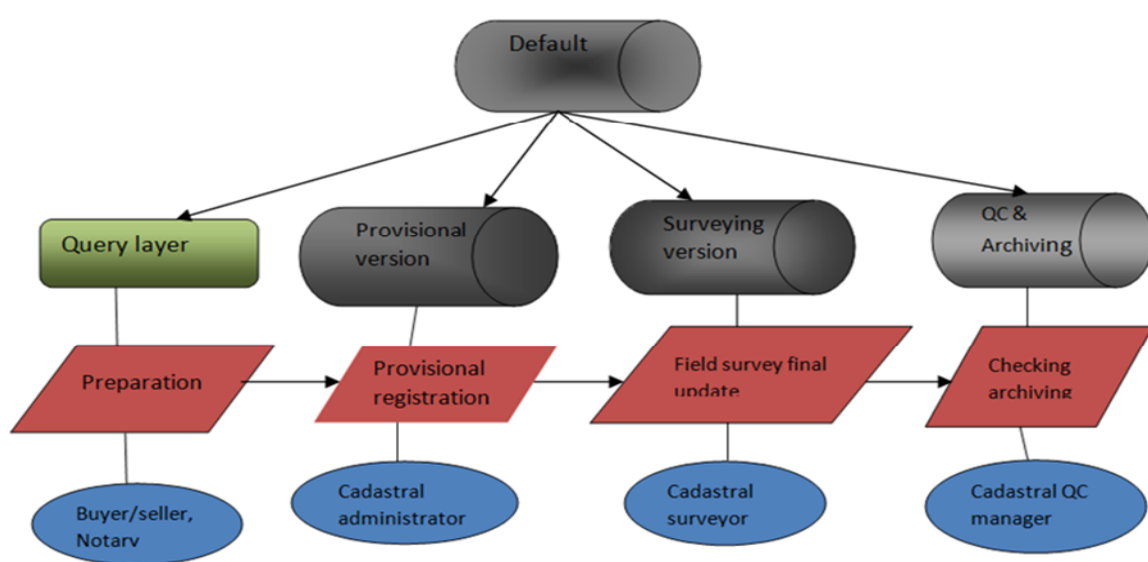 Default
Query layer
Provisional
version
Surveying
version
QC &
Archiving
Preparation
Provisional
registration
Field survey final
update
Checking
archiving
Buyer/seller,
Notary
Cadastral
administrator
Cadastral
surveyor
Cadastral QC
manager